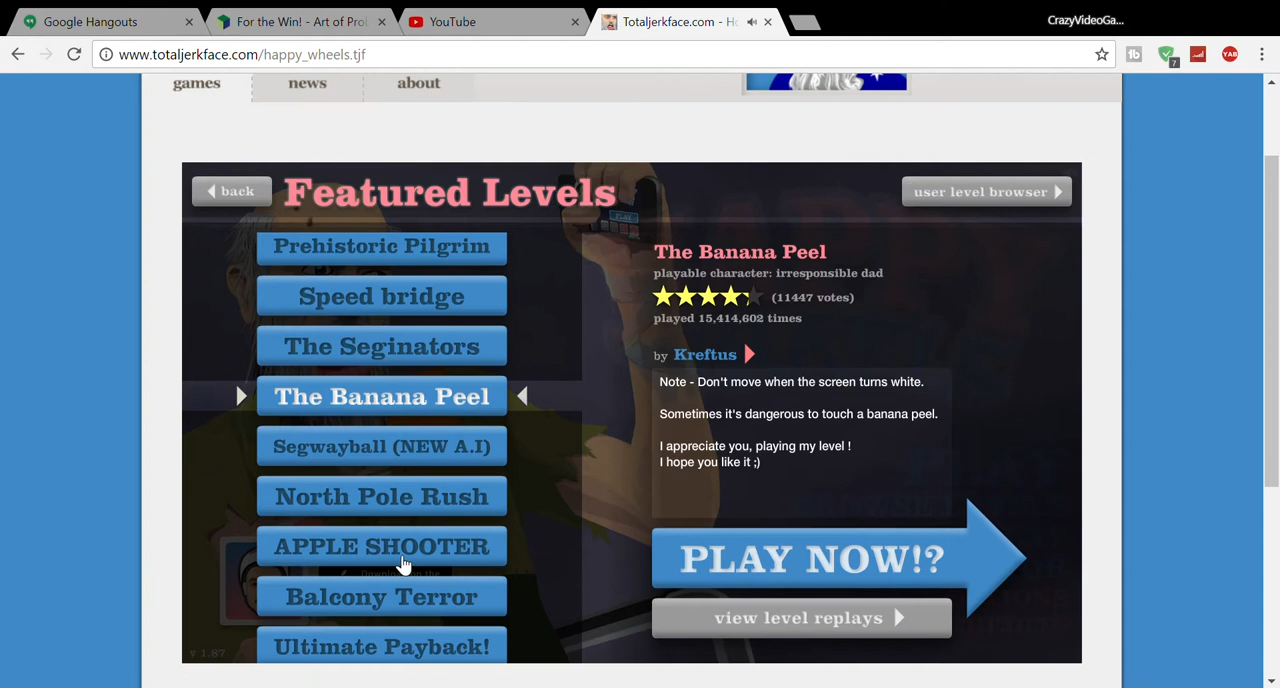 Google Hangouts
For the Win! - Art of Pro
YouTube
Totaljerkface.com - H
CrazyVideoGa...
www.totaljerkface.com/happy_wheels.tjf
games
news
about
back
Featured Levels
user level browser
Prehistoric Pilgrim
Speed bridge
The Seginators
The Banana Peel
Segwayball (NEW A.I)
North Pole Rush
APPLE SHOOTER
Balcony Terror
Ultimate Payback!
The Banana Peel
playable character: irresponsible dad
(11447 votes)
played 15,414,602 times
by Kreftus
Note - Don't move when the screen turns white.
Sometimes it's dangerous to touch a banana peel.
I appreciate you, playing my level !
I hope you like it ;)
PLAY NOW!?
view level replays
v 1.87